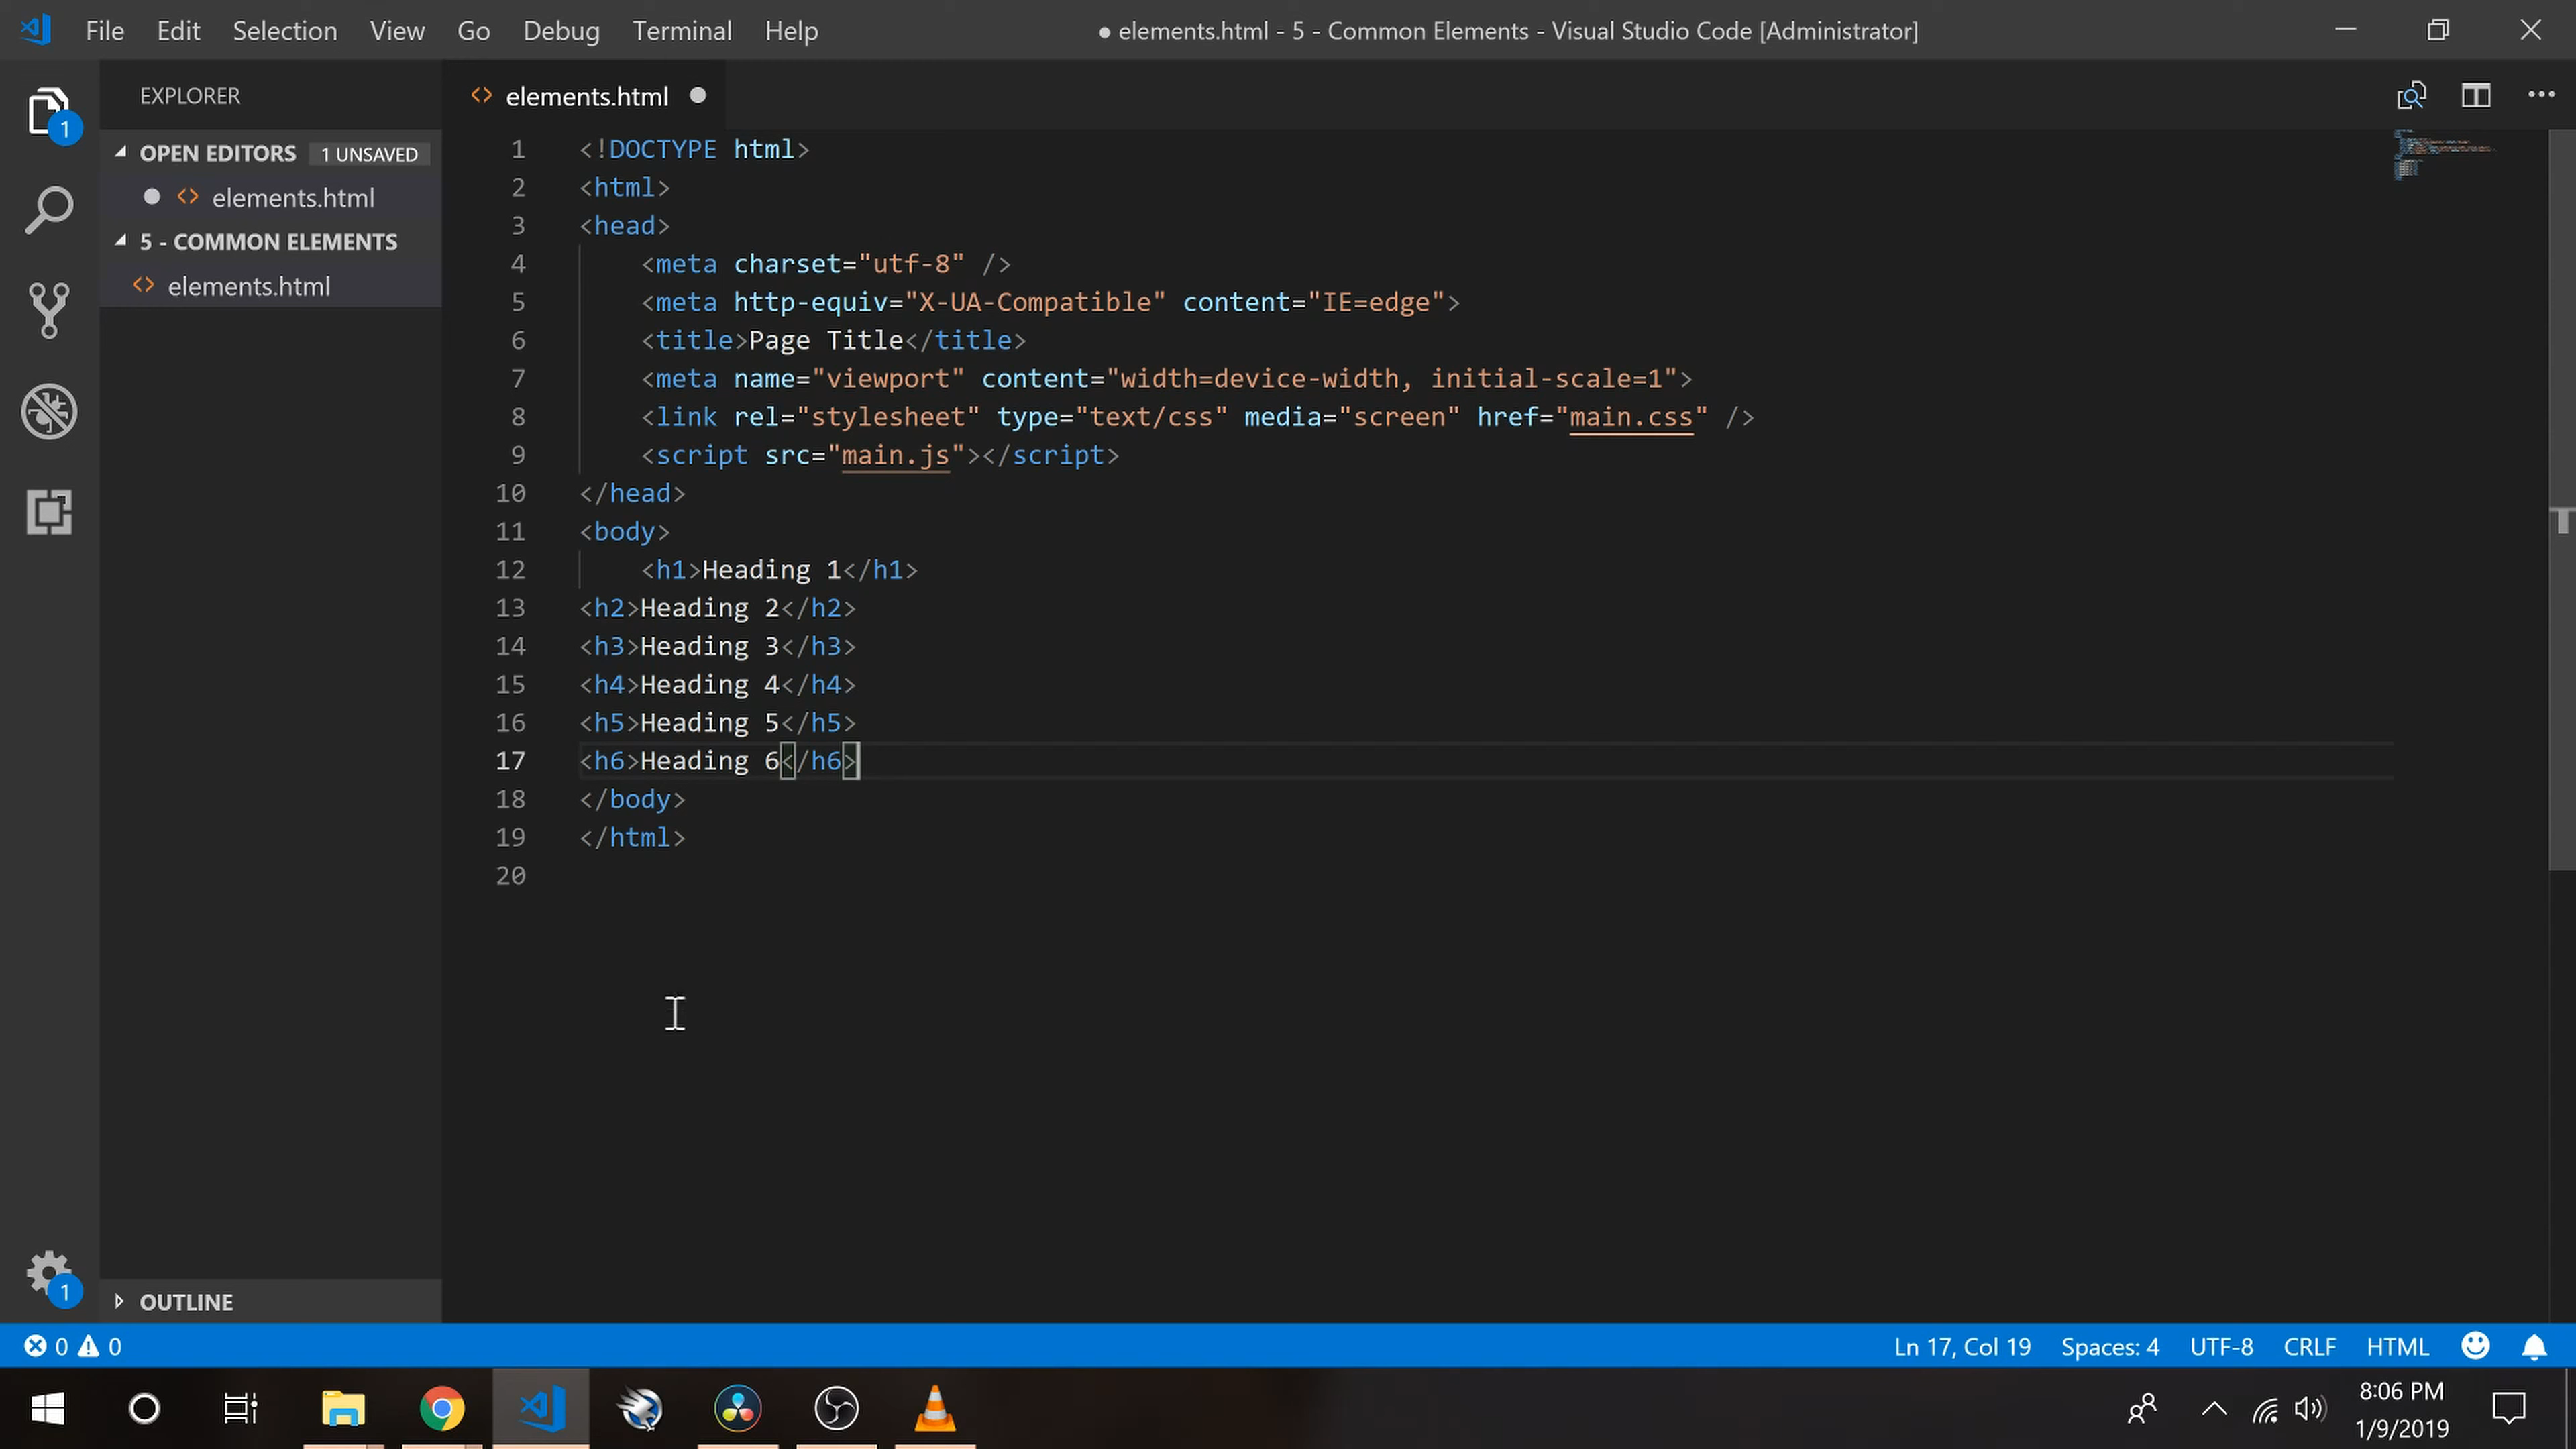 File Edit Selection View Go Debug Terminal Help
● elements.html - 5 - Common Elements - Visual Studio Code [Administrator]
EXPLORER
OPEN EDITORS 1 UNSAVED
elements.html
5 - COMMON ELEMENTS
elements.html
OUTLINE
1
1
elements.html
1 <!DOCTYPE html>
2 <html>
3 <head>
4 <meta charset="utf-8" />
5 <meta http-equiv="X-UA-Compatible" content="IE=edge">
6 <title>Page Title</title>
7 <meta name="viewport" content="width=device-width, initial-scale=1">
8 <link rel="stylesheet" type="text/css" media="screen" href="main.css" />
9 <script src="main.js"></script>
10 </head>
11 <body>
12 <h1>Heading 1</h1>
13 <h2>Heading 2</h2>
14 <h3>Heading 3</h3>
15 <h4>Heading 4</h4>
16 <h5>Heading 5</h5>
17 <h6>Heading 6</h6>
18 </body>
19 </html>
20
0 0
Ln 17, Col 19 Spaces: 4 UTF-8 CRLF HTML
8:06 PM
1/9/2019